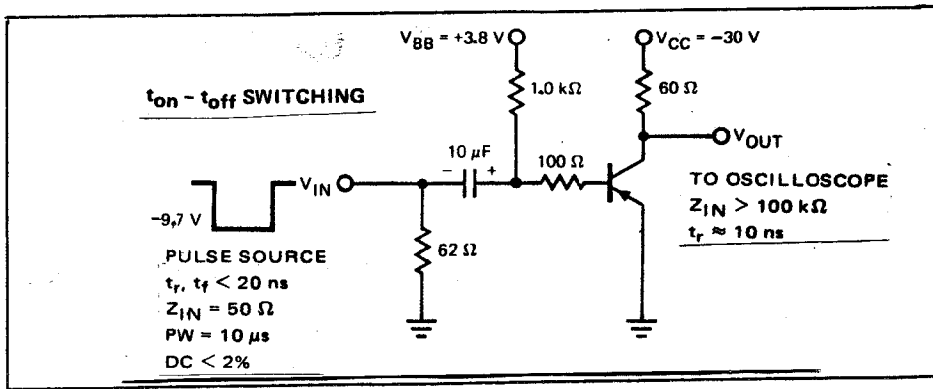 V_BB = +3.8 V
V_CC = −30 V
t_on – t_off SWITCHING
1.0 kΩ
60 Ω
V_OUT
10 μF
− +
100 Ω
V_IN
−9.7 V
62 Ω
TO OSCILLOSCOPE
Z_IN > 100 kΩ
t_r ≈ 10 ns
PULSE SOURCE
t_r, t_f < 20 ns
Z_IN = 50 Ω
PW = 10 μs
DC < 2%